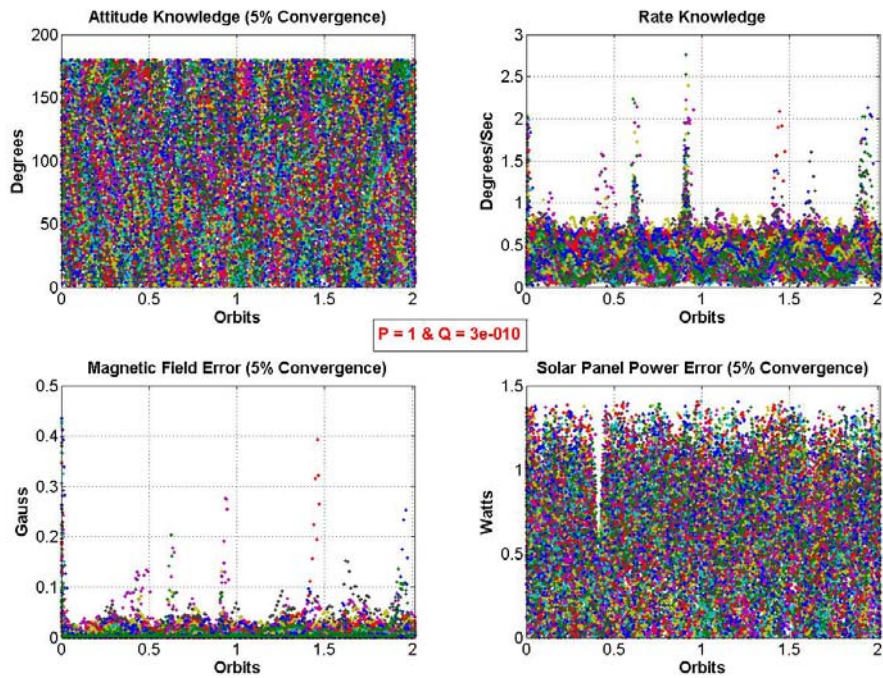 Attitude Knowledge (5% Convergence)
200
150
100
50
0
Degrees
0 0.5 1 1.5 2
Orbits
Rate Knowledge
3
2.5
2
1.5
1
0.5
0
Degrees/Sec
0 0.5 1 1.5 2
Orbits
P = 1 & Q = 3e-010
Magnetic Field Error (5% Convergence)
0.5
0.4
0.3
0.2
0.1
0
Gauss
0 0.5 1 1.5 2
Orbits
Solar Panel Power Error (5% Convergence)
1.5
1
0.5
0
Watts
0 0.5 1 1.5 2
Orbits